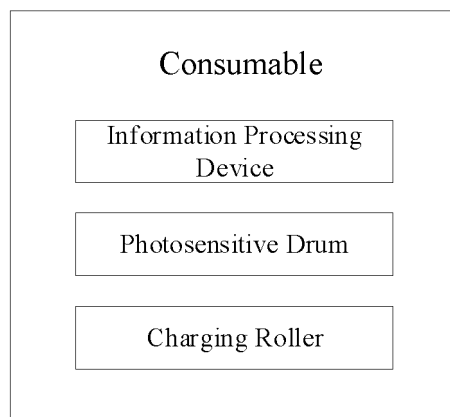 Consumable
Information Processing
Device
Photosensitive Drum
Charging Roller